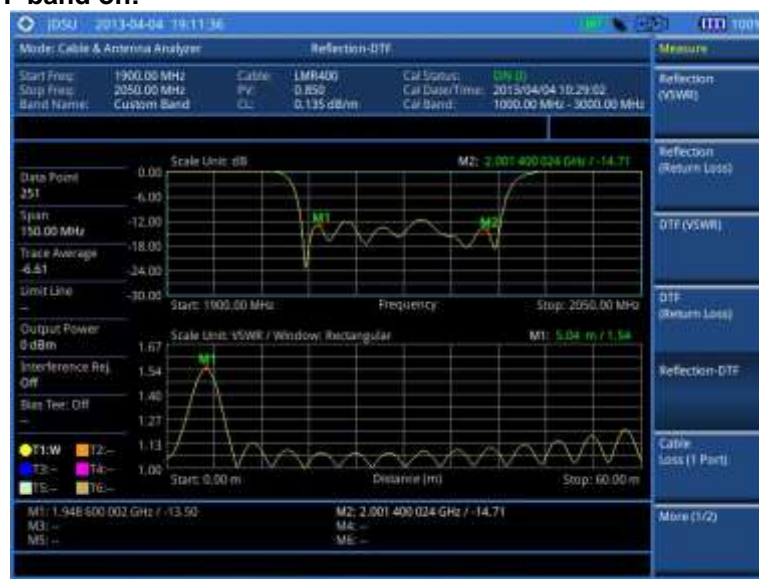 JDSU 2013-04-04 19:11:36
100%
Mode: Cable & Antenna Analyzer Reflection-DTF Measure
Start Freq: 1900.00 MHz Cable: LMR400 Cal Status: ON (I)
Stop Freq: 2050.00 MHz PV: 0.850 Cal Date/Time: 2013/04/04 10:29:02
Band Name: Custom Band CL: 0.135 dB/m Cal Band: 1000.00 MHz - 3000.00 MHz
Reflection
(VSWR)
Reflection
(Return Loss)
DTF (VSWR)
DTF
(Return Loss)
Reflection-DTF
Cable
Loss (1 Port)
More (1/2)
Data Point
251
Span
150.00 MHz
Trace Average
-6.61
Limit Line
--
Output Power
0 dBm
Interference Rej.
Off
Bias Tee: Off
--
T1:W T2:--
T3:-- T4:--
T5:-- T6:--
Scale Unit: dB M2: 2.001 400 024 GHz / -14.71
0.00
-6.00
-12.00
-18.00
-24.00
-30.00
M1 M2
Start: 1900.00 MHz Frequency Stop: 2050.00 MHz
Scale Unit: VSWR / Window: Rectangular M1: 5.04 m / 1.54
1.67
1.54
1.40
1.27
1.13
1.00
M1
Start: 0.00 m Distance (m) Stop: 60.00 m
M1: 1.948 600 002 GHz / -13.50 M2: 2.001 400 024 GHz / -14.71
M3: -- M4: --
M5: -- M6: --